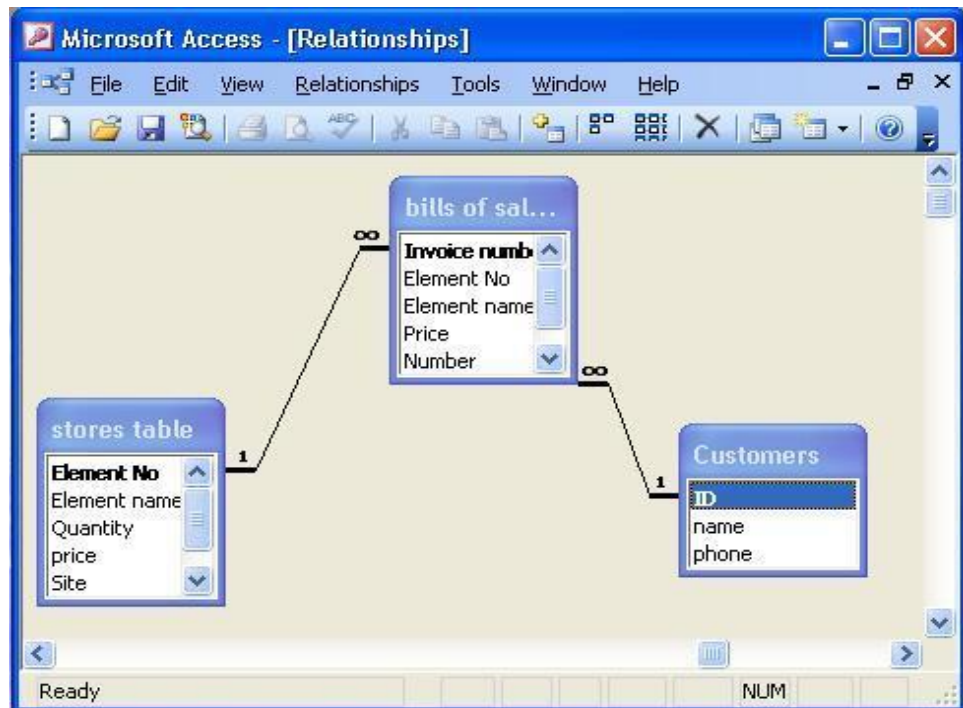 Microsoft Access - [Relationships]
File Edit View Relationships Tools Window Help
ABC
bills of sal...
Invoice numb
Element No
Element name
Price
Number
∞
∞
1
1
stores table
Element No
Element name
Quantity
price
Site
Customers
ID
name
phone
Ready
NUM